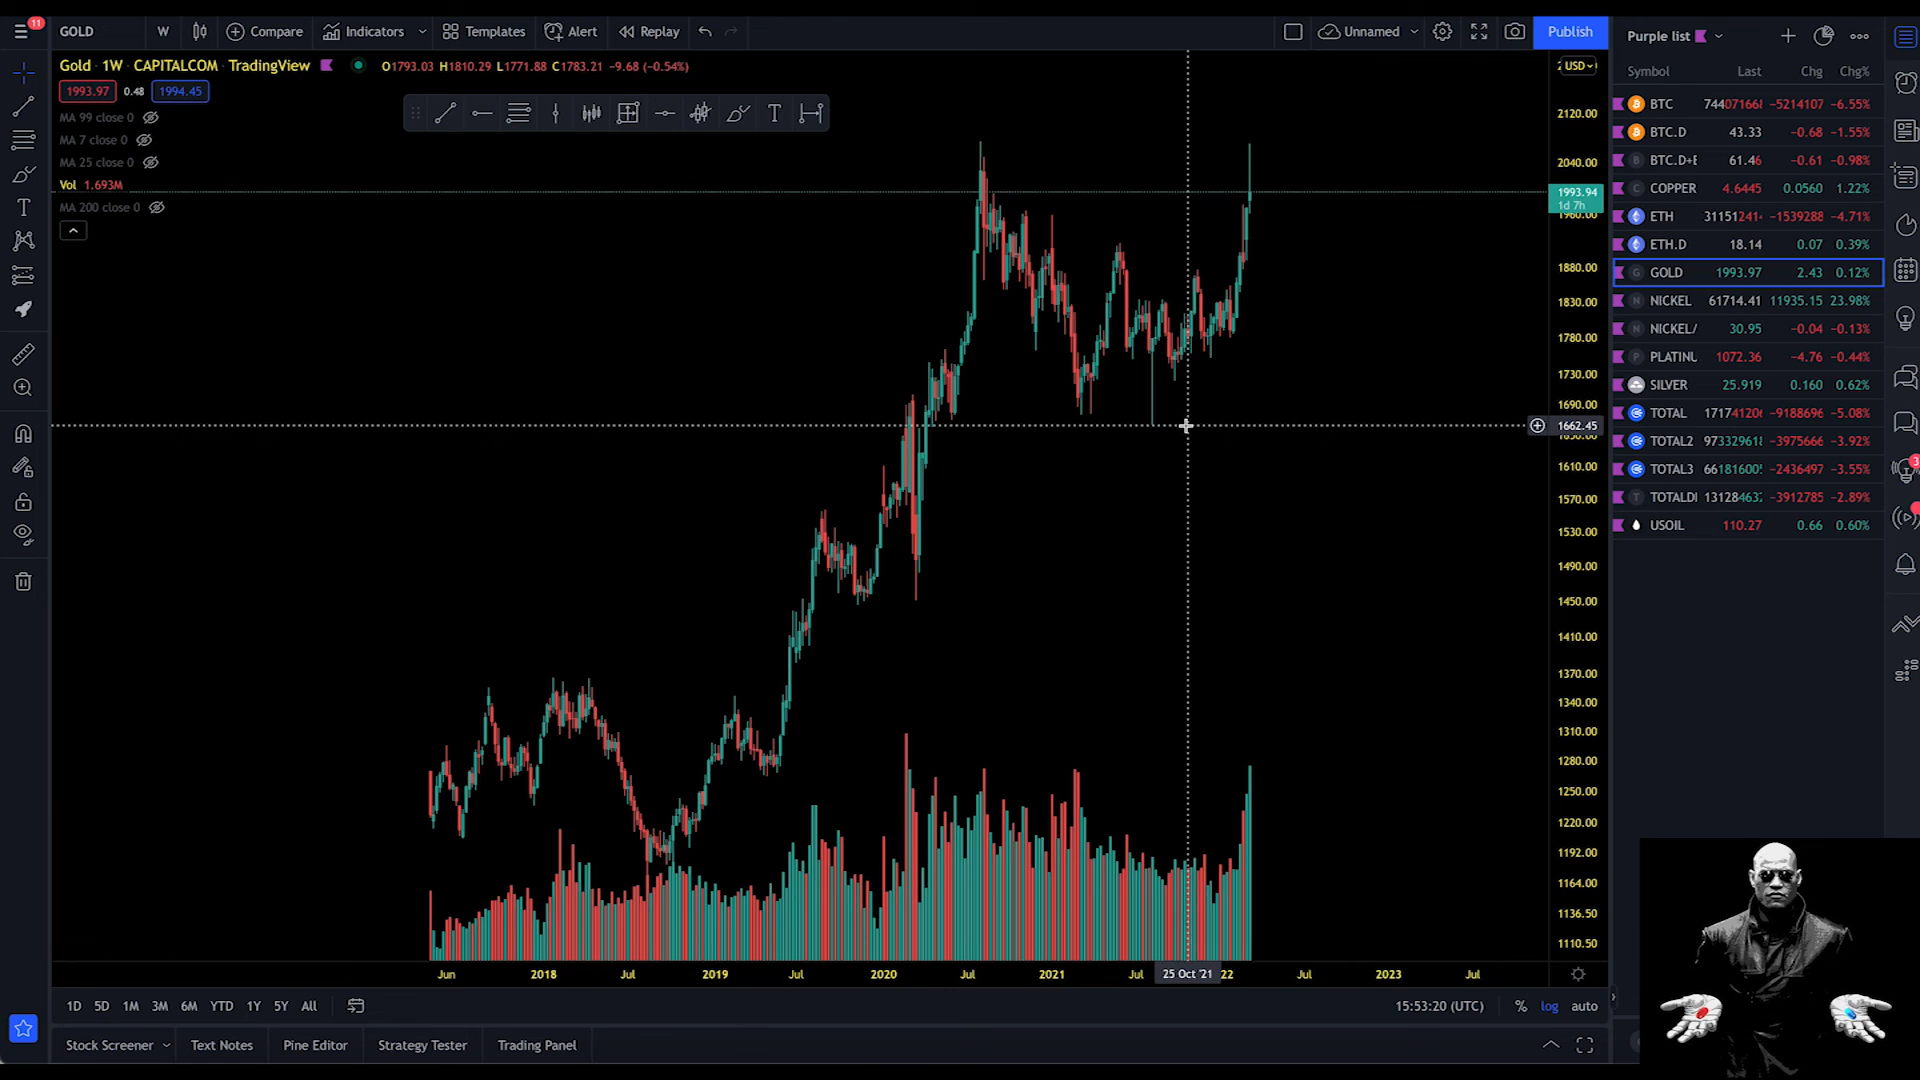 11
GOLD W Compare Indicators Templates Alert Replay Unnamed Publish
Gold · 1W · CAPITALCOM · TradingView O1793.03 H1810.29 L1771.88 C1783.21 −9.68 (−0.54%)
1993.97 0.48 1994.45
MA 99 close 0
MA 7 close 0
MA 25 close 0
Vol 1.693M
MA 200 close 0
USD
2120.00
2040.00
1993.94
1d 7h
1960.00
1880.00
1830.00
1780.00
1730.00
1690.00
1662.45
1610.00
1570.00
1530.00
1490.00
1450.00
1410.00
1370.00
1340.00
1310.00
1280.00
1250.00
1220.00
1192.00
1164.00
1136.50
1110.50
Jun 2018 Jul 2019 Jul 2020 Jul 2021 Jul 25 Oct '21 22 Jul 2023 Jul
1D 5D 1M 3M 6M YTD 1Y 5Y All 15:53:20 (UTC) % log auto
Stock Screener Text Notes Pine Editor Strategy Tester Trading Panel
Purple list
Symbol Last Chg Chg%
BTC 74407166 −5214107 −6.55%
BTC.D 43.33 −0.68 −1.55%
BTC.D+E 61.46 −0.61 −0.98%
COPPER 4.6445 0.0560 1.22%
ETH 31151241 −1539288 −4.71%
ETH.D 18.14 0.07 0.39%
GOLD 1993.97 2.43 0.12%
NICKEL 61714.41 11935.15 23.98%
NICKEL/ 30.95 −0.04 −0.13%
PLATINU 1072.36 −4.76 −0.44%
SILVER 25.919 0.160 0.62%
TOTAL 17174120 −9188696 −5.08%
TOTAL2 973329618 −3975666 −3.92%
TOTAL3 661816005 −2436497 −3.55%
TOTALDI 13128463 −3912785 −2.89%
USOIL 110.27 0.66 0.60%
3